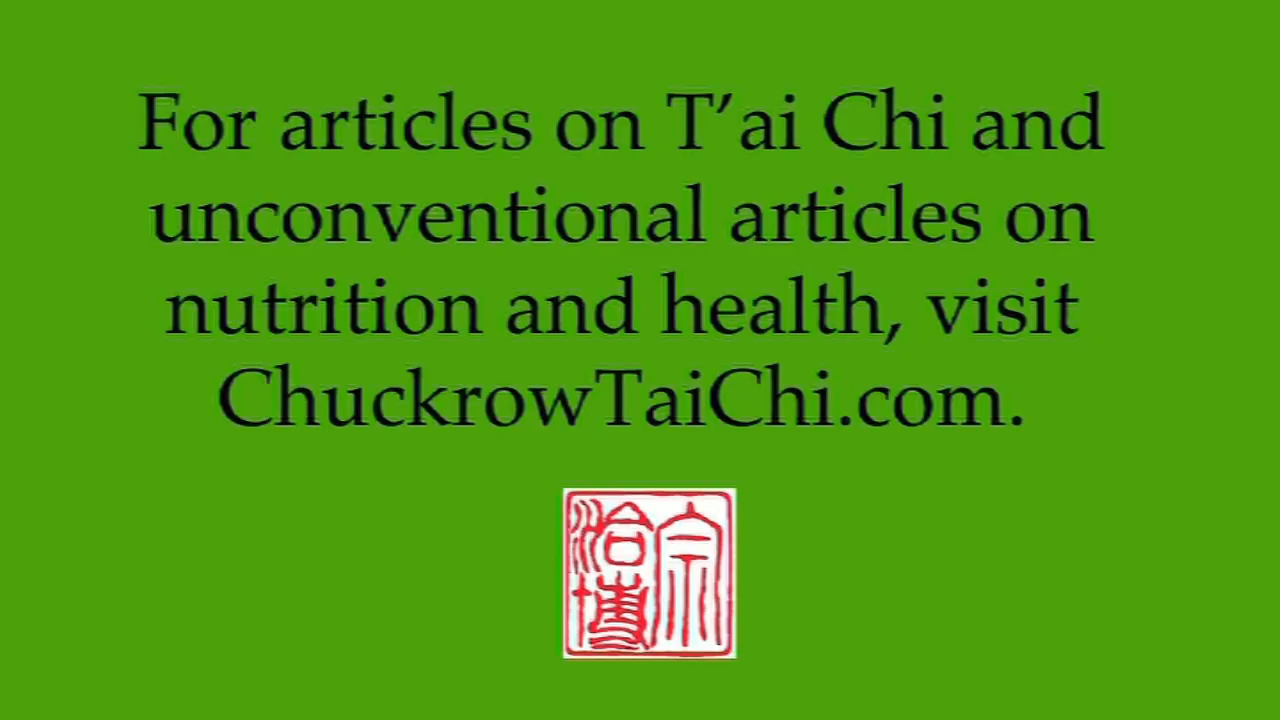 For articles on T’ai Chi and
unconventional articles on
nutrition and health, visit
ChuckrowTaiChi.com.